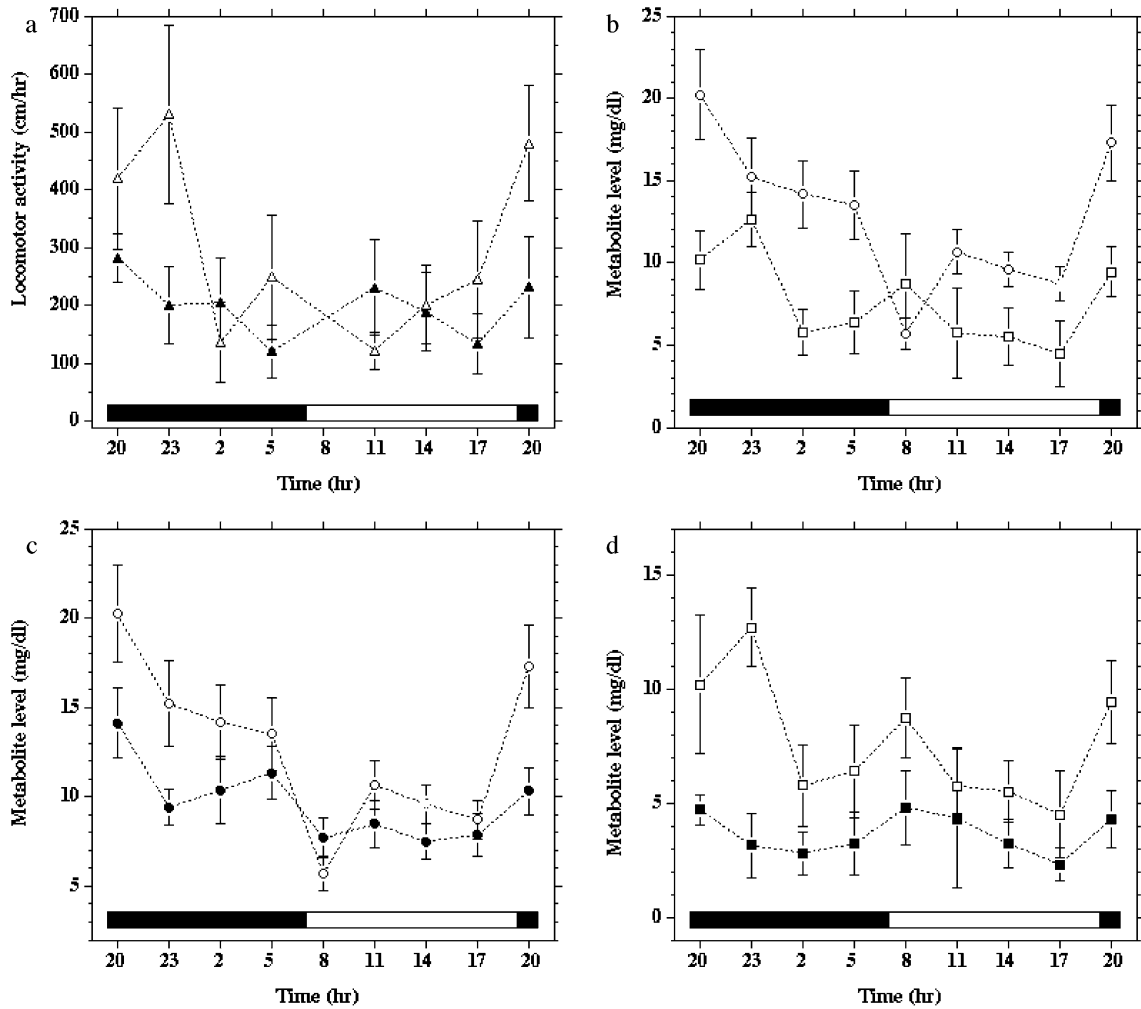 a
Locomotor activity (cm/hr)
700
600
500
400
300
200
100
0
20 23 2 5 8 11 14 17 20
Time (hr)
b
Metabolite level (mg/dl)
25
20
15
10
5
0
20 23 2 5 8 11 14 17 20
Time (hr)
c
Metabolite level (mg/dl)
25
20
15
10
5
20 23 2 5 8 11 14 17 20
Time (hr)
d
Metabolite level (mg/dl)
15
10
5
0
20 23 2 5 8 11 14 17 20
Time (hr)